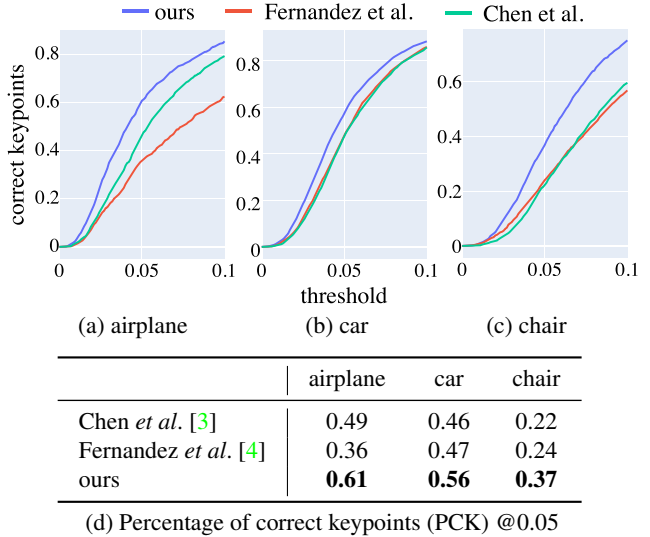 ours Fernandez et al. Chen et al.
correct keypoints
0.8
0.6
0.4
0.2
0
0 0.05 0.1
0.8
0.6
0.4
0.2
0
0 0.05 0.1
0.6
0.4
0.2
0
0 0.05 0.1
threshold
(a) airplane (b) car (c) chair
airplane car chair
Chen et al. [3] 0.49 0.46 0.22
Fernandez et al. [4] 0.36 0.47 0.24
ours 0.61 0.56 0.37
(d) Percentage of correct keypoints (PCK) @0.05